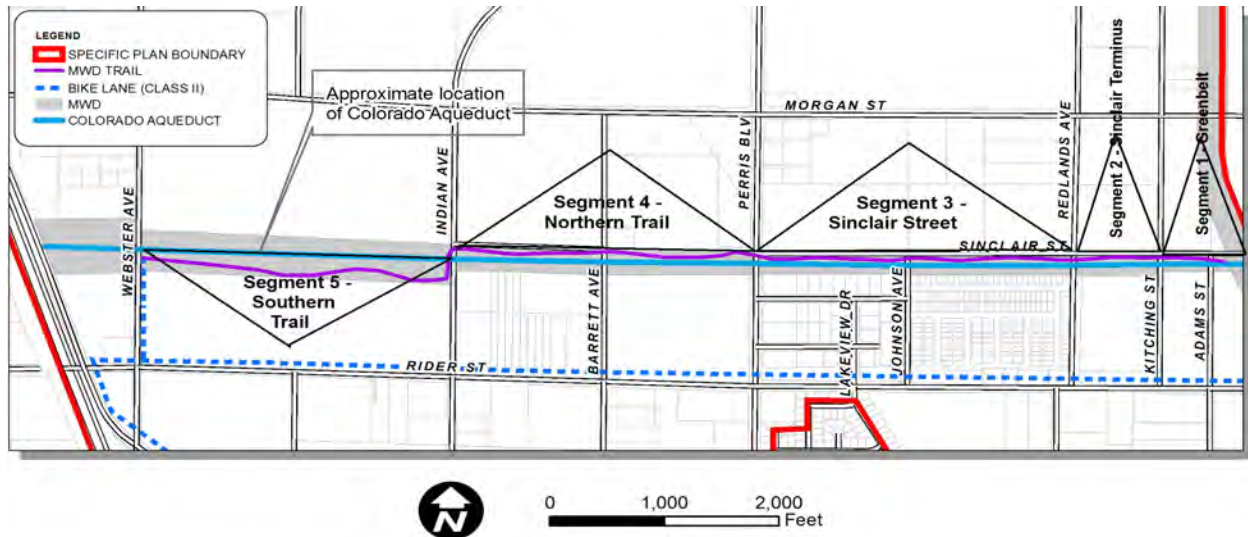 LEGEND
SPECIFIC PLAN BOUNDARY
MWD TRAIL
BIKE LANE (CLASS II)
MWD
COLORADO AQUEDUCT
Approximate location
of Colorado Aqueduct
MORGAN ST
WEBSTER AVE
INDIAN AVE
PERRIS BLV
REDLANDS AVE
Segment 2 - Sinclair Terminus
Segment 1 - Greenbelt
Segment 4 -
Northern Trail
Segment 3 -
Sinclair Street
SINCLAIR ST
Segment 5 -
Southern
Trail
BARRETT AVE
LAKEVIEW DR
JOHNSON AVE
KITCHING ST
ADAMS ST
RIDER ST
N
0 1,000 2,000
Feet